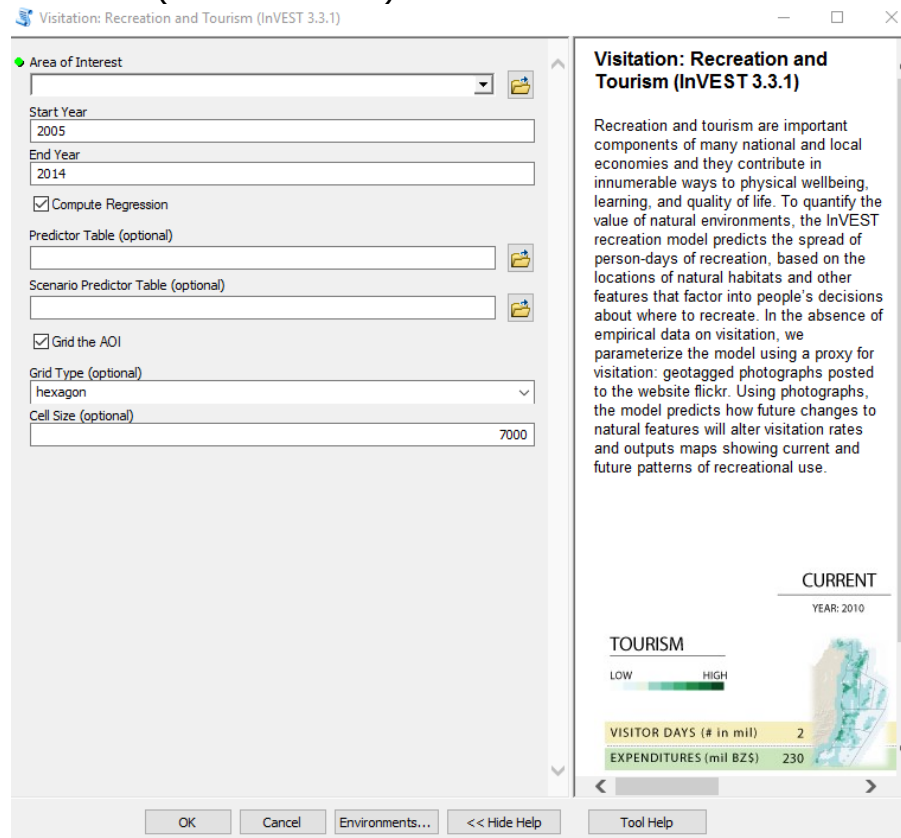 Visitation: Recreation and Tourism (InVEST 3.3.1)
Area of Interest
Start Year
2005
End Year
2014
Compute Regression
Predictor Table (optional)
Scenario Predictor Table (optional)
Grid the AOI
Grid Type (optional)
hexagon
Cell Size (optional)
7000
Visitation: Recreation and
Tourism (InVEST 3.3.1)
Recreation and tourism are important
components of many national and local
economies and they contribute in
innumerable ways to physical wellbeing,
learning, and quality of life. To quantify the
value of natural environments, the InVEST
recreation model predicts the spread of
person-days of recreation, based on the
locations of natural habitats and other
features that factor into people's decisions
about where to recreate. In the absence of
empirical data on visitation, we
parameterize the model using a proxy for
visitation: geotagged photographs posted
to the website flickr. Using photographs,
the model predicts how future changes to
natural features will alter visitation rates
and outputs maps showing current and
future patterns of recreational use.
CURRENT
YEAR: 2010
TOURISM
LOW HIGH
VISITOR DAYS (# in mil) 2
EXPENDITURES (mil BZ$) 230
OK Cancel Environments... << Hide Help Tool Help